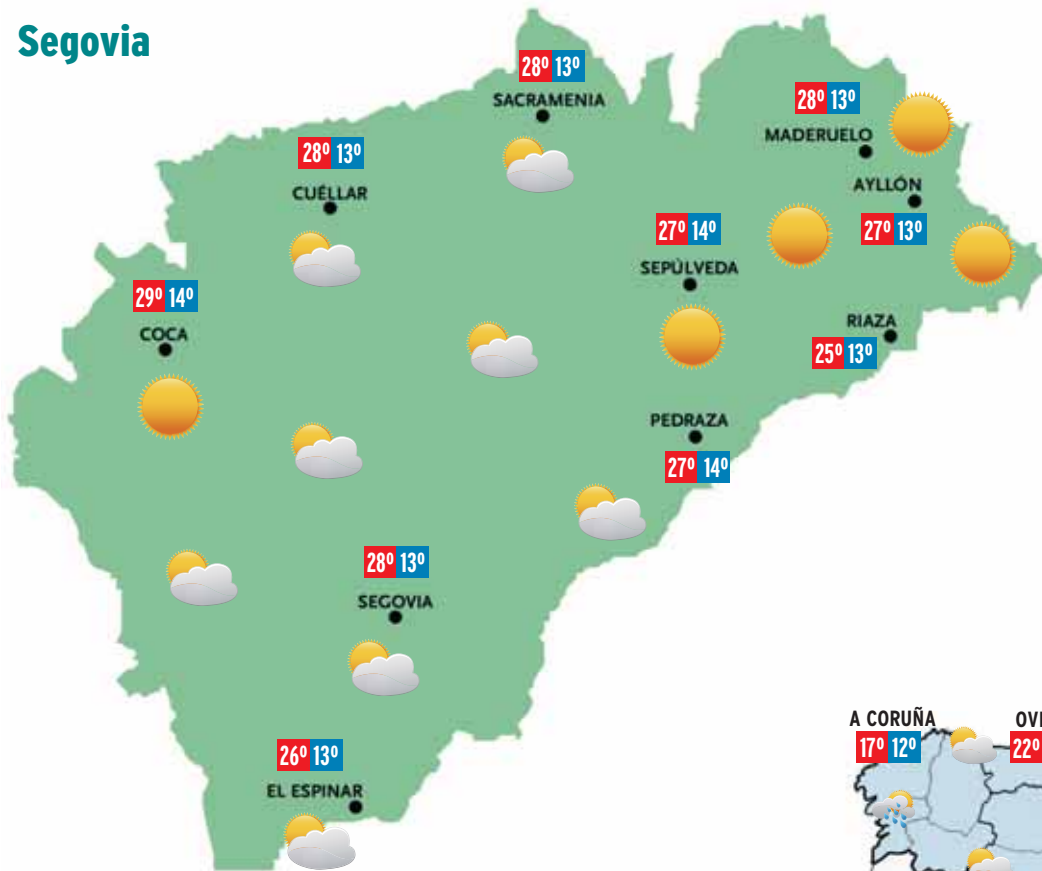 Segovia
28º 13º
SACRAMENIA
28º 13º
MADERUELO
28º 13º
CUÉLLAR
AYLLÓN
27º 13º
27º 14º
SEPÚLVEDA
29º 14º
COCA
RIAZA
25º 13º
PEDRAZA
27º 14º
28º 13º
SEGOVIA
A CORUÑA
17º 12º
OVI
22º
26º 13º
EL ESPINAR